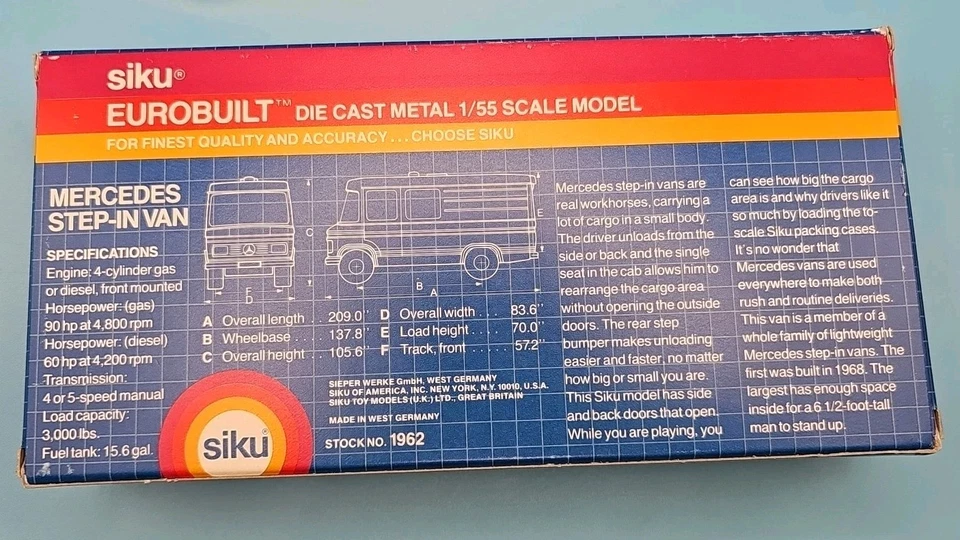 siku®
EUROBUILT™ DIE CAST METAL 1/55 SCALE MODEL
FOR FINEST QUALITY AND ACCURACY... CHOOSE SIKU
MERCEDES
STEP-IN VAN
SPECIFICATIONS
Engine: 4-cylinder gas
or diesel, front mounted
Horsepower: (gas)
90 hp at 4,800 rpm
Horsepower: (diesel)
60 hp at 4,200 rpm
Transmission:
4 or 5-speed manual
Load capacity:
3,000 lbs.
Fuel tank: 15.6 gal.
F
D
C
B
A
E
A Overall length . . . 209.0"
B Wheelbase . . . . 137.8"
C Overall height . . . 105.6"
D Overall width . . . 83.6"
E Load height . . . . 70.0"
F Track, front . . . . . 57.2"
siku®
SIEPER WERKE GmbH, WEST GERMANY
SIKU OF AMERICA, INC. NEW YORK, N.Y. 10010, U.S.A.
SIKU TOY MODELS (U.K.) LTD., GREAT BRITAIN
MADE IN WEST GERMANY
STOCK NO. 1962
Mercedes step-in vans are
real workhorses, carrying a
lot of cargo in a small body.
The driver unloads from the
side or back and the single
seat in the cab allows him to
rearrange the cargo area
without opening the outside
doors. The rear step
bumper makes unloading
easier and faster, no matter
how big or small you are.
This Siku model has side
and back doors that open.
While you are playing, you
can see how big the cargo
area is and why drivers like it
so much by loading the to-
scale Siku packing cases.
It's no wonder that
Mercedes vans are used
everywhere to make both
rush and routine deliveries.
This van is a member of a
whole family of lightweight
Mercedes step-in vans. The
first was built in 1968. The
largest has enough space
inside for a 6 1/2-foot-tall
man to stand up.